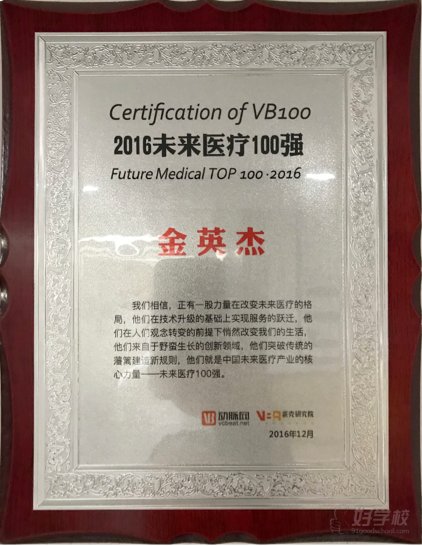 Certification of VB100
2016未来医疗100强
Future Medical TOP 100·2016
金英杰
我们相信，正有一股力量在改变未来医疗的格
局，他们在技术升级的基础上实现服务的跃迁，他
们在人们观念转变的前提下悄然改变我们的生活，
他们来自于野蛮生长的创新领域，他们突破传统的
藩篱建造新规则，他们就是中国未来医疗产业的核
心力量——未来医疗100强。
VB 动脉网
vcbeat.net
蛋壳研究院
2016年12月
好学校
91goodschool.com